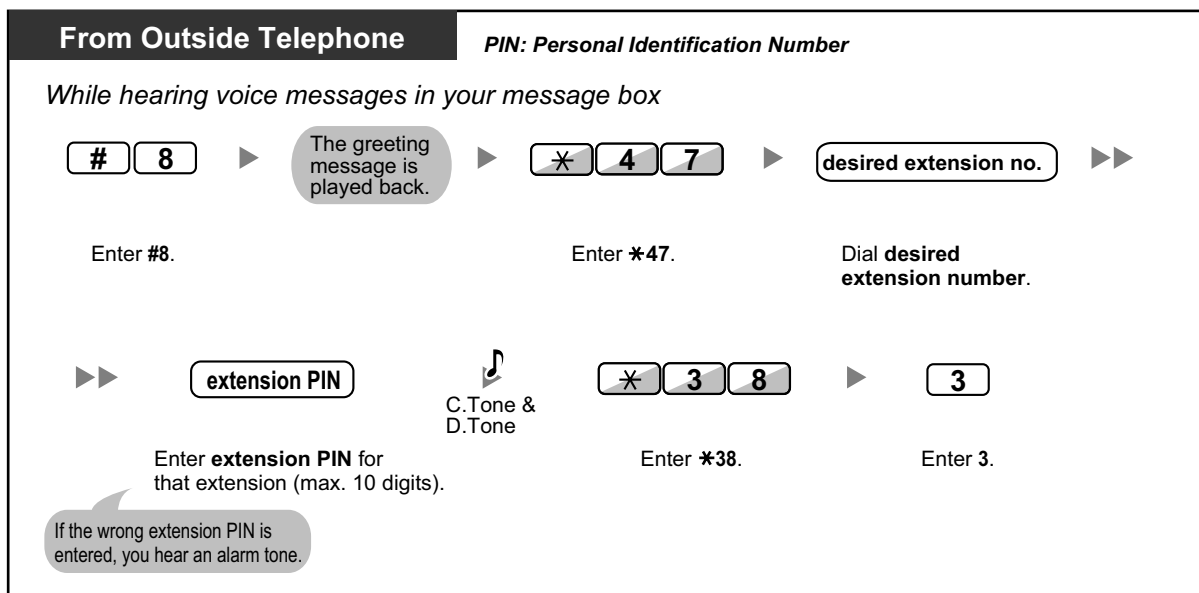 From Outside Telephone
PIN: Personal Identification Number
While hearing voice messages in your message box
# 8
The greeting
message is
played back.
* 4 7
desired extension no.
Enter #8.
Enter *47.
Dial desired
extension number.
extension PIN
C.Tone &
D.Tone
* 3 8
3
Enter extension PIN for
that extension (max. 10 digits).
Enter *38.
Enter 3.
If the wrong extension PIN is
entered, you hear an alarm tone.